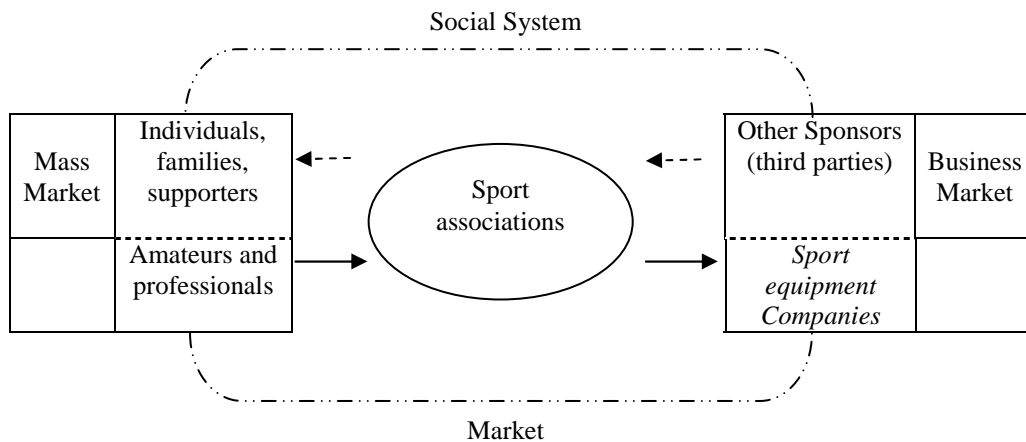 Social System
Mass
Market
Individuals,
families,
supporters
Amateurs and
professionals
Sport
associations
Other Sponsors
(third parties)
Sport
equipment
Companies
Business
Market
Market